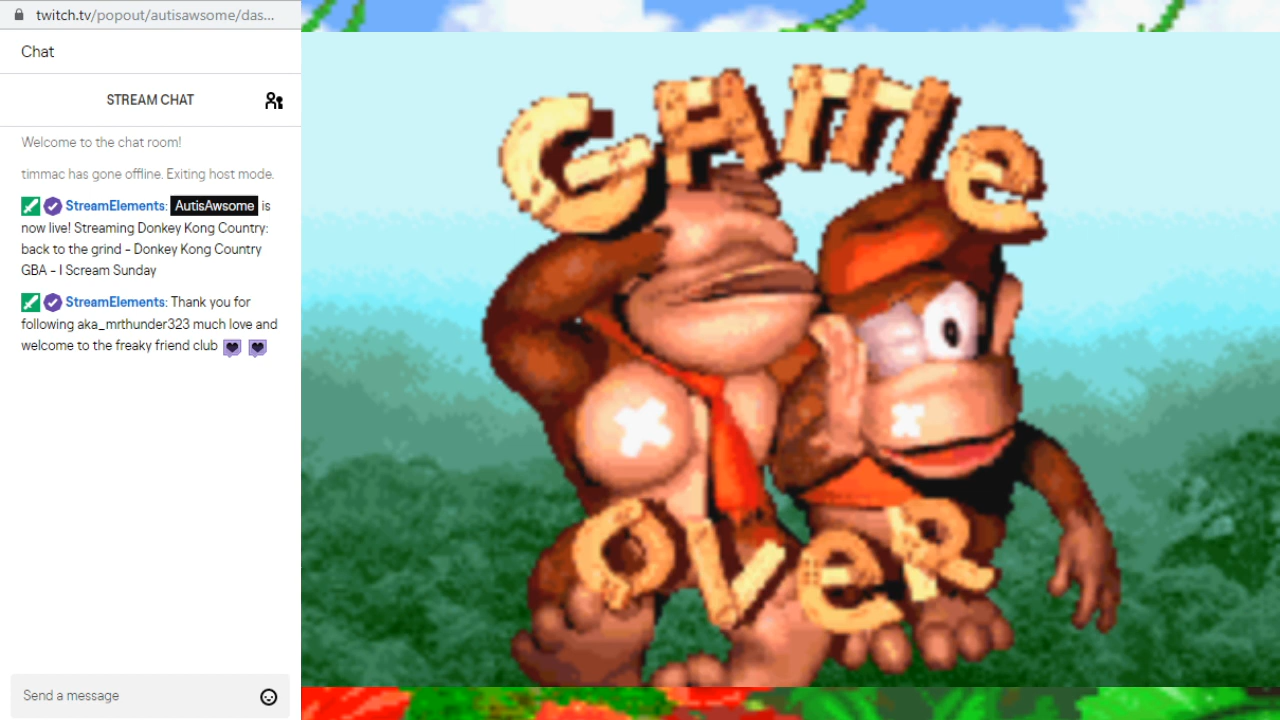 twitch.tv/popout/autisawsome/das...
Chat
STREAM CHAT
Welcome to the chat room!
timmac has gone offline. Exiting host mode.
StreamElements: AutisAwsome is
now live! Streaming Donkey Kong Country:
back to the grind - Donkey Kong Country
GBA - I Scream Sunday
StreamElements: Thank you for
following aka_mrthunder323 much love and
welcome to the freaky friend club
Send a message
GAme
OVeR